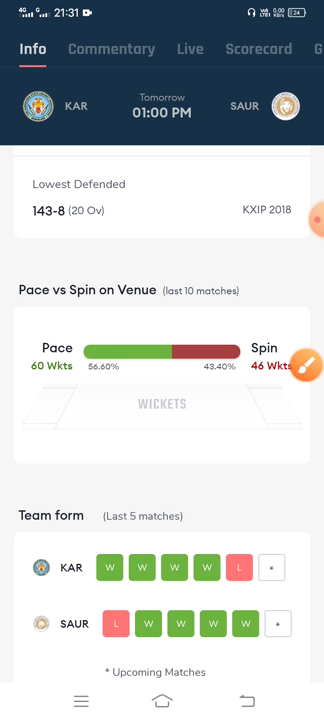 4G G 21:31 Vo LTE1 0.00 KB/s 24
Info Commentary Live Scorecard G
KAR Tomorrow 01:00 PM SAUR
Lowest Defended
143-8 (20 Ov) KXIP 2018
Pace vs Spin on Venue (last 10 matches)
Pace Spin
60 Wkts 56.60% 43.40% 46 Wkts
WICKETS
Team form (Last 5 matches)
KAR W W W W L *
SAUR L W W W W *
* Upcoming Matches